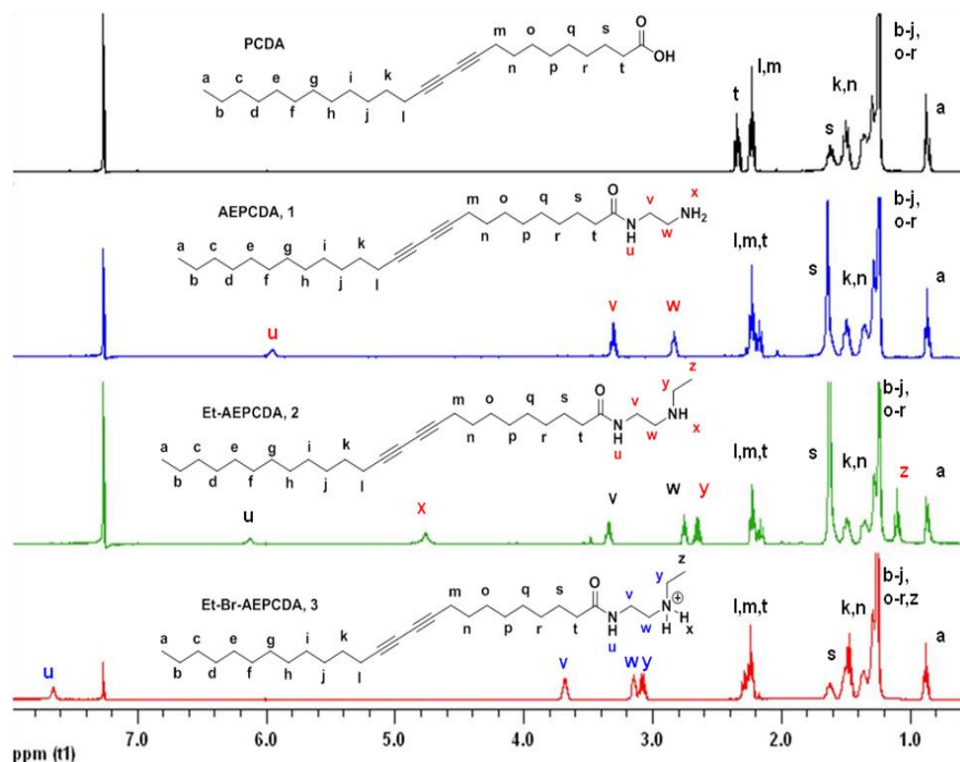 PCDA
m o q s O
OH
n p r t
a c e g i k
b d f h j l
t
l,m
s
k,n
b-j,
o-r
a
AEPCDA, 1
m o q s O v x
NH2
N
H
w
n p r t u
a c e g i k
b d f h j l
u
v
w
l,m,t
s
k,n
b-j,
o-r
a
Et-AEPCDA, 2
m o q s O v y z
N
H
NH
w x
n p r t u
a c e g i k
b d f h j l
u
x
v
w
y
l,m,t
s
k,n
b-j,
o-r
z
a
Et-Br-AEPCDA, 3
m o q s O v y z
N
H
N
+
H H
w x
n p r t u
a c e g i k
b d f h j l
u
v
w y
l,m,t
s
k,n
b-j,
o-r,z
a
7.0 6.0 5.0 4.0 3.0 2.0 1.0
ppm (t1)